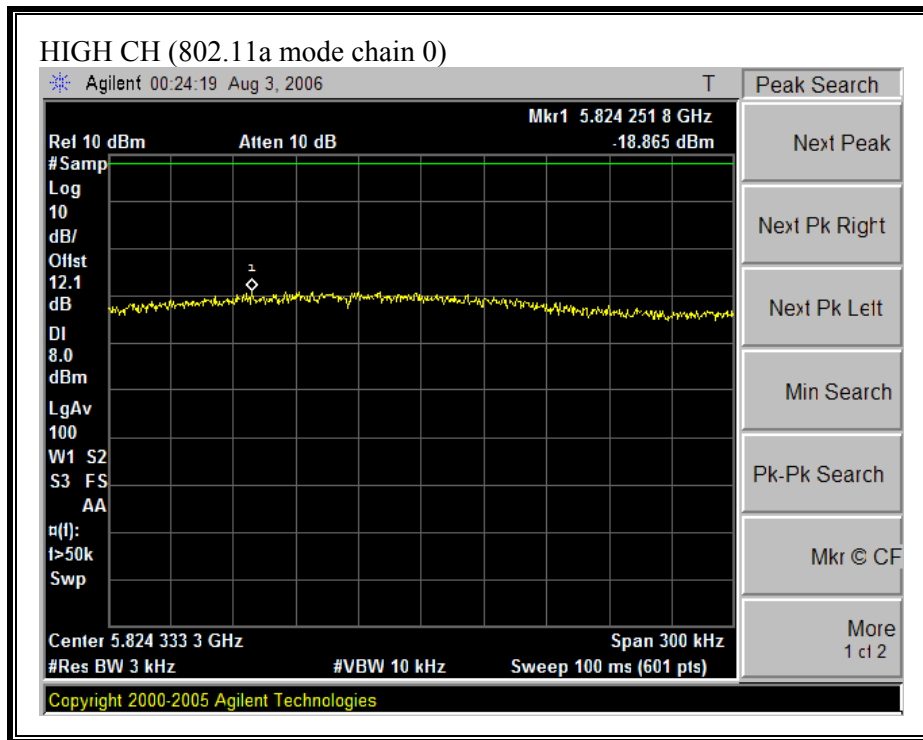 HIGH CH (802.11a mode chain 0)
Agilent 00:24:19 Aug 3, 2006 T
Peak Search
Mkr1 5.824 251 8 GHz
Ref 10 dBm Atten 10 dB -18.865 dBm
#Samp
Log
10
dB/
Offst
12.1
dB
DI
8.0
dBm
LgAv
100
W1 S2
S3 FS
AA
¤(f):
f>50k
Swp
1
Center 5.824 333 3 GHz Span 300 kHz
#Res BW 3 kHz #VBW 10 kHz Sweep 100 ms (601 pts)
Copyright 2000-2005 Agilent Technologies
Next Peak
Next Pk Right
Next Pk Left
Min Search
Pk-Pk Search
Mkr © CF
More
1 of 2